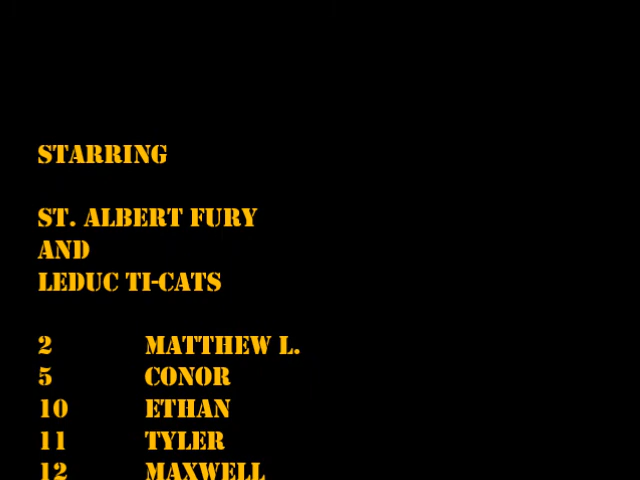 STARRING
ST. ALBERT FURY
AND
LEDUC TI-CATS
2 MATTHEW L.
5 CONOR
10 ETHAN
11 TYLER
12 MAXWELL